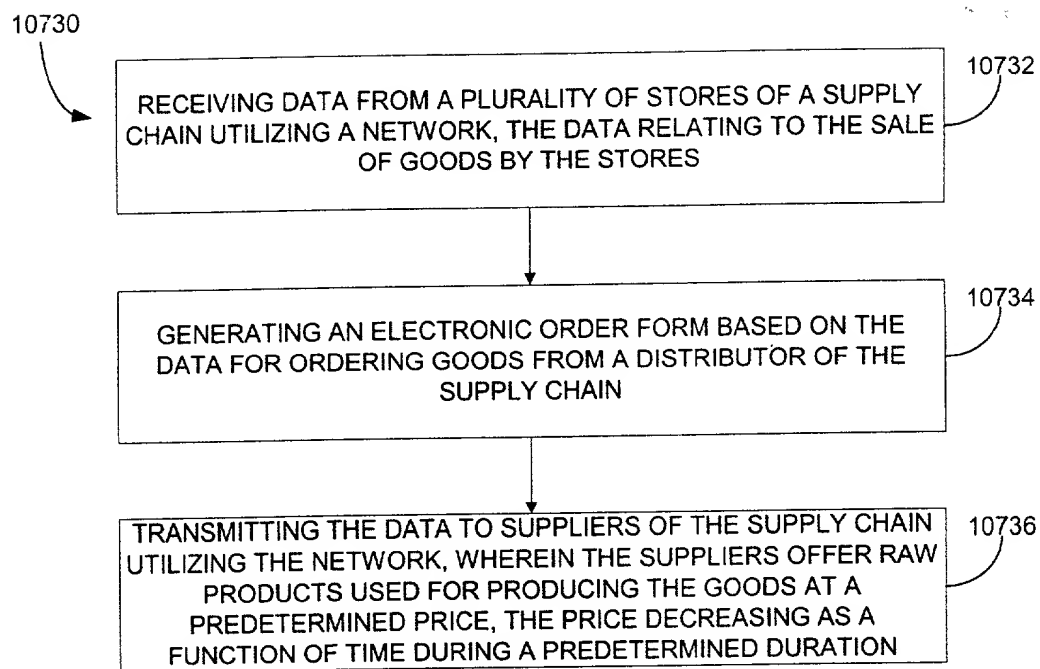 10730
10732
RECEIVING DATA FROM A PLURALITY OF STORES OF A SUPPLY
CHAIN UTILIZING A NETWORK, THE DATA RELATING TO THE SALE
OF GOODS BY THE STORES
10734
GENERATING AN ELECTRONIC ORDER FORM BASED ON THE
DATA FOR ORDERING GOODS FROM A DISTRIBUTOR OF THE
SUPPLY CHAIN
10736
TRANSMITTING THE DATA TO SUPPLIERS OF THE SUPPLY CHAIN
UTILIZING THE NETWORK, WHEREIN THE SUPPLIERS OFFER RAW
PRODUCTS USED FOR PRODUCING THE GOODS AT A
PREDETERMINED PRICE, THE PRICE DECREASING AS A
FUNCTION OF TIME DURING A PREDETERMINED DURATION